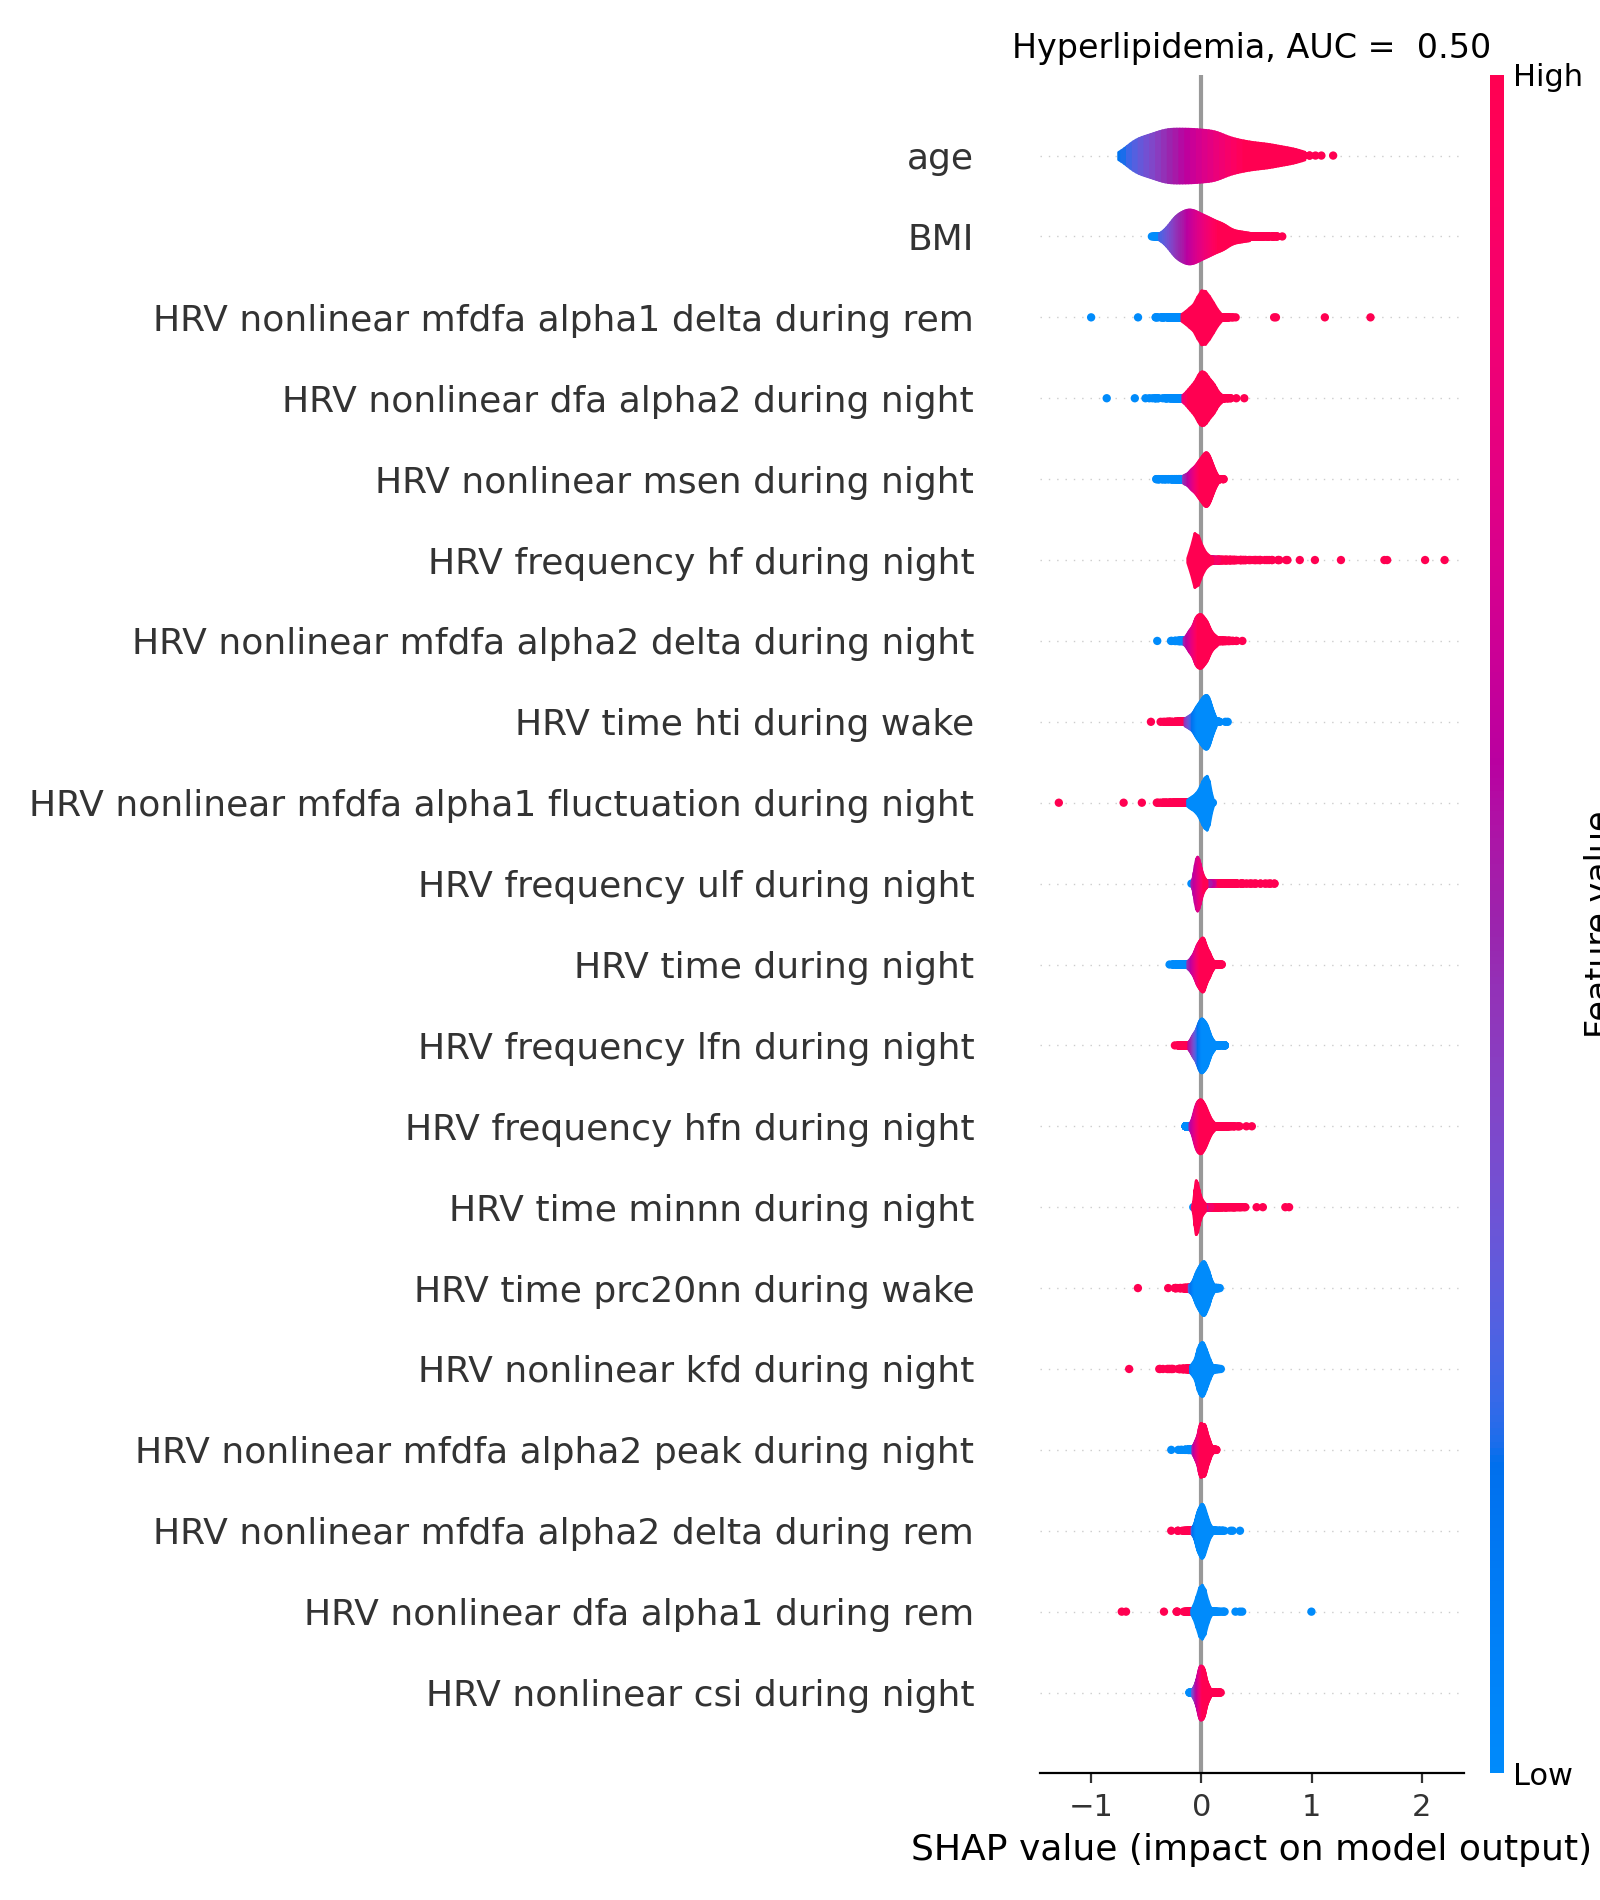 Hyperlipidemia, AUC =  0.50
High
age
BMI
HRV nonlinear mfdfa alpha1 delta during rem
HRV nonlinear dfa alpha2 during night
HRV nonlinear msen during night
HRV frequency hf during night
HRV nonlinear mfdfa alpha2 delta during night
HRV time hti during wake
HRV nonlinear mfdfa alpha1 fluctuation during night
HRV frequency ulf during night
HRV time during night
HRV frequency lfn during night
HRV frequency hfn during night
HRV time minnn during night
HRV time prc20nn during wake
HRV nonlinear kfd during night
HRV nonlinear mfdfa alpha2 peak during night
HRV nonlinear mfdfa alpha2 delta during rem
HRV nonlinear dfa alpha1 during rem
HRV nonlinear csi during night
Feature value
Low
−1 0 1 2
SHAP value (impact on model output)